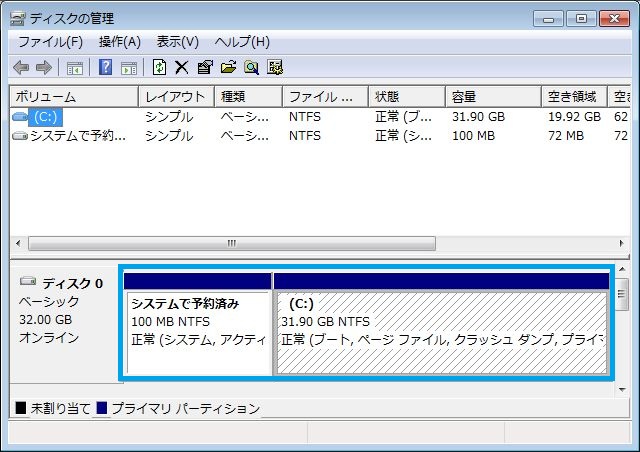 ディスクの管理
ファイル(F) 操作(A) 表示(V) ヘルプ(H)
ボリューム レイアウト 種類 ファイル ... 状態 容量 空き領域 空き
(C:) シンプル ベーシ... NTFS 正常 (ブ... 31.90 GB 19.92 GB 62
システムで予約... シンプル ベーシ... NTFS 正常 (シ... 100 MB 72 MB 72
ディスク 0
ベーシック
32.00 GB
オンライン
システムで予約済み
100 MB NTFS
正常 (システム, アクティ
(C:)
31.90 GB NTFS
正常 (ブート, ページ ファイル, クラッシュ ダンプ, プライマ
未割り当て プライマリ パーティション